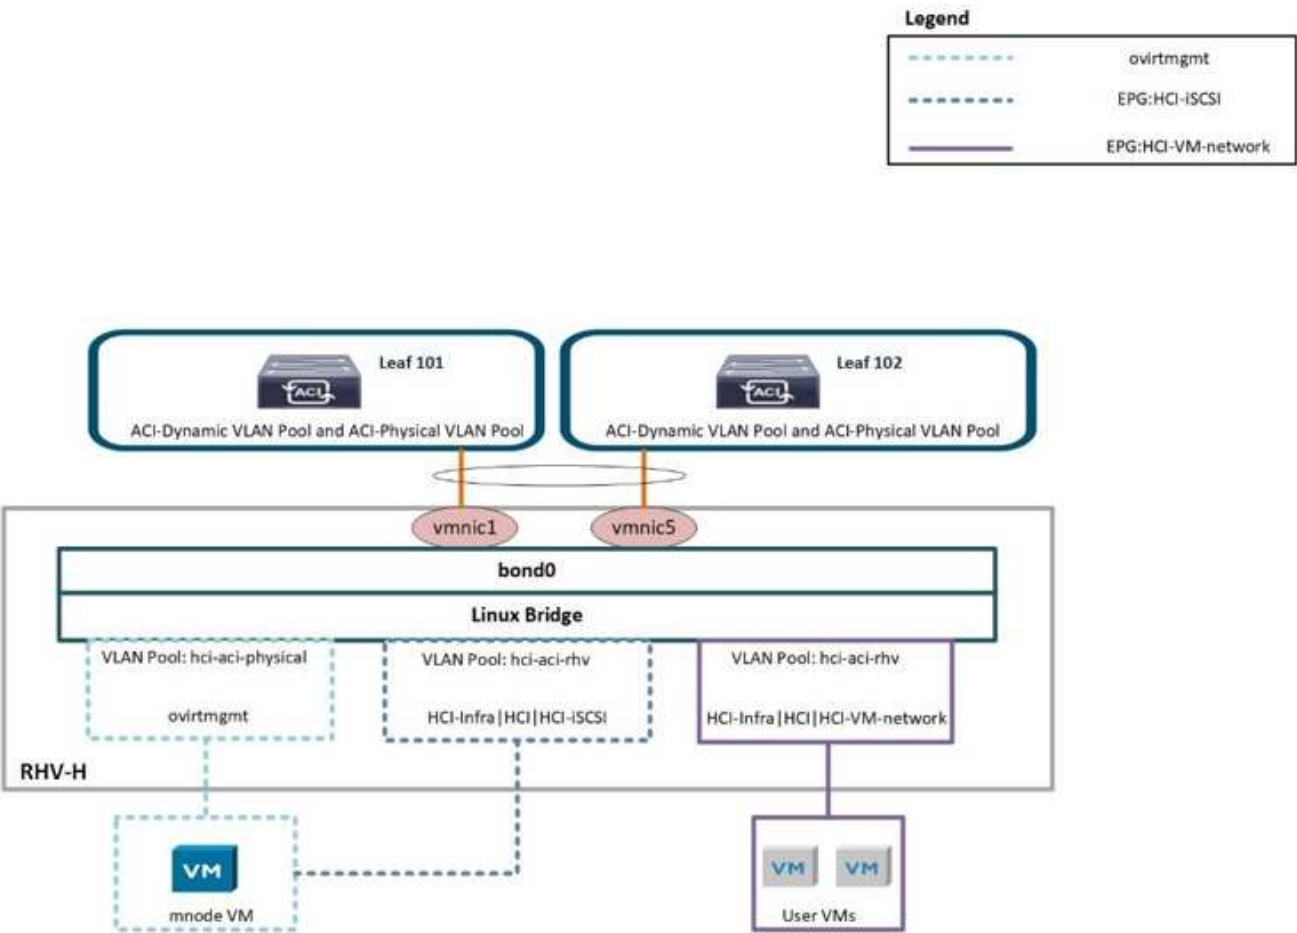 Legend
ovirtmgmt
EPG:HCI-iSCSI
EPG:HCI-VM-network
Leaf 101
ACI
ACI-Dynamic VLAN Pool and ACI-Physical VLAN Pool
Leaf 102
ACI
ACI-Dynamic VLAN Pool and ACI-Physical VLAN Pool
vmnic1
vmnic5
bond0
Linux Bridge
VLAN Pool: hci-aci-physical
ovirtmgmt
VLAN Pool: hci-aci-rhv
HCI-Infra|HCI|HCI-iSCSI
VLAN Pool: hci-aci-rhv
HCI-Infra|HCI|HCI-VM-network
RHV-H
VM
mnode VM
VM
VM
User VMs